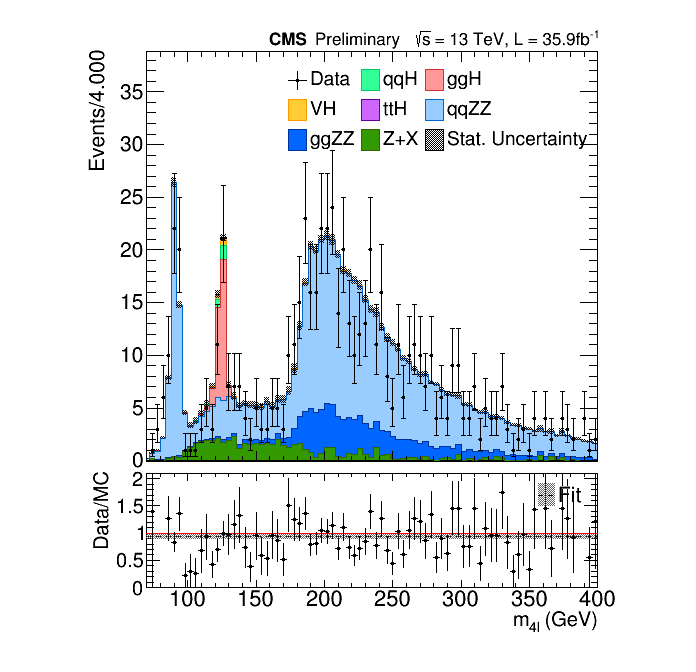 CMS Preliminary √s = 13 TeV, L = 35.9fb⁻¹
Events/4.000
Data qqH ggH
VH ttH qqZZ
ggZZ Z+X Stat. Uncertainty
35
30
25
20
15
10
5
0
Data/MC
Fit
2
1.5
1
0.5
0
100 150 200 250 300 350 400
m4l (GeV)